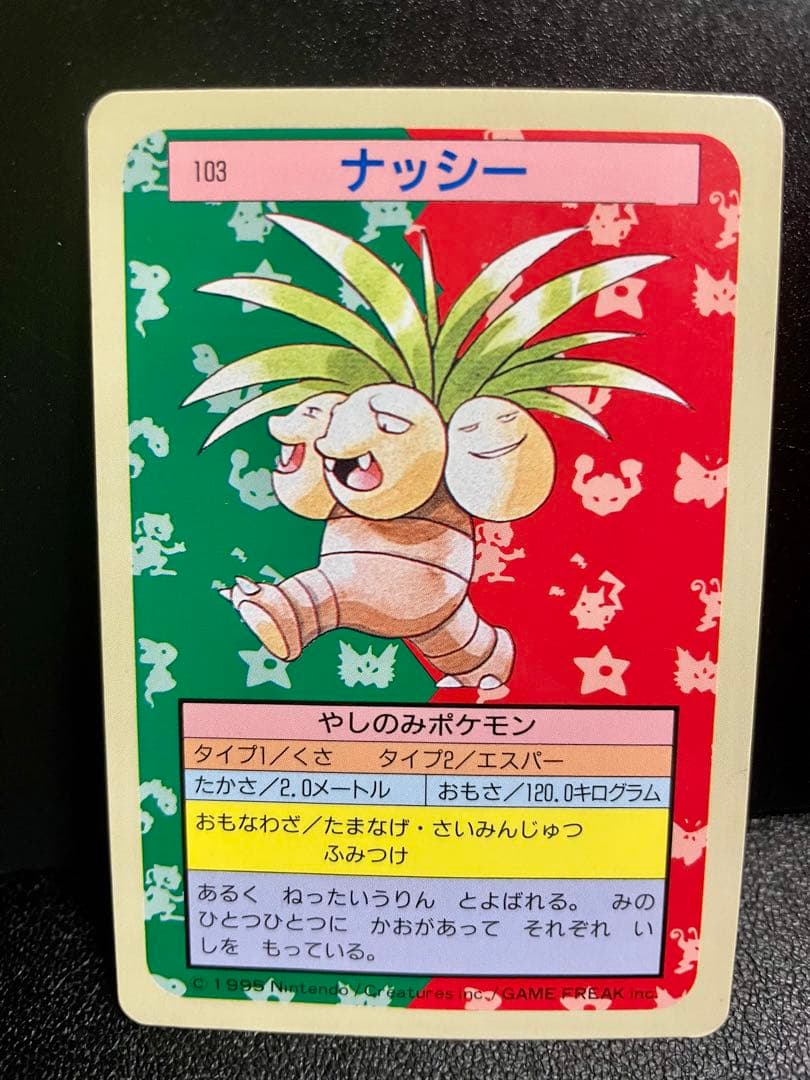 103 ナッシー
やしのみポケモン
タイプ1/くさ タイプ2/エスパー
たかさ/2.0メートル おもさ/120.0キログラム
おもなわざ/たまなげ・さいみんじゅつ
ふみつけ
あるく ねったいうりん とよばれる。 みの
ひとつひとつに かおがあって それぞれ い
しを もっている。
© 1995 Nintendo/Creatures inc./GAME FREAK inc.